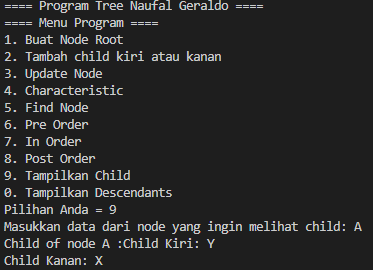 ==== Program Tree Naufal Geraldo ====
==== Menu Program ====
1. Buat Node Root
2. Tambah child kiri atau kanan
3. Update Node
4. Characteristic
5. Find Node
6. Pre Order
7. In Order
8. Post Order
9. Tampilkan Child
0. Tampilkan Descendants
Pilihan Anda = 9
Masukkan data dari node yang ingin melihat child: A
Child of node A :Child Kiri: Y
Child Kanan: X